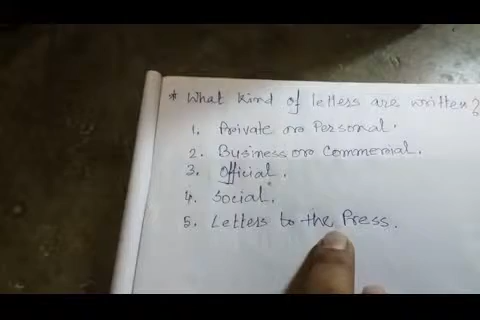 * What kind of letters are written?
1. Private or Personal.
2. Business or Commercial.
3. Official.
4. Social.
5. Letters to the Press.